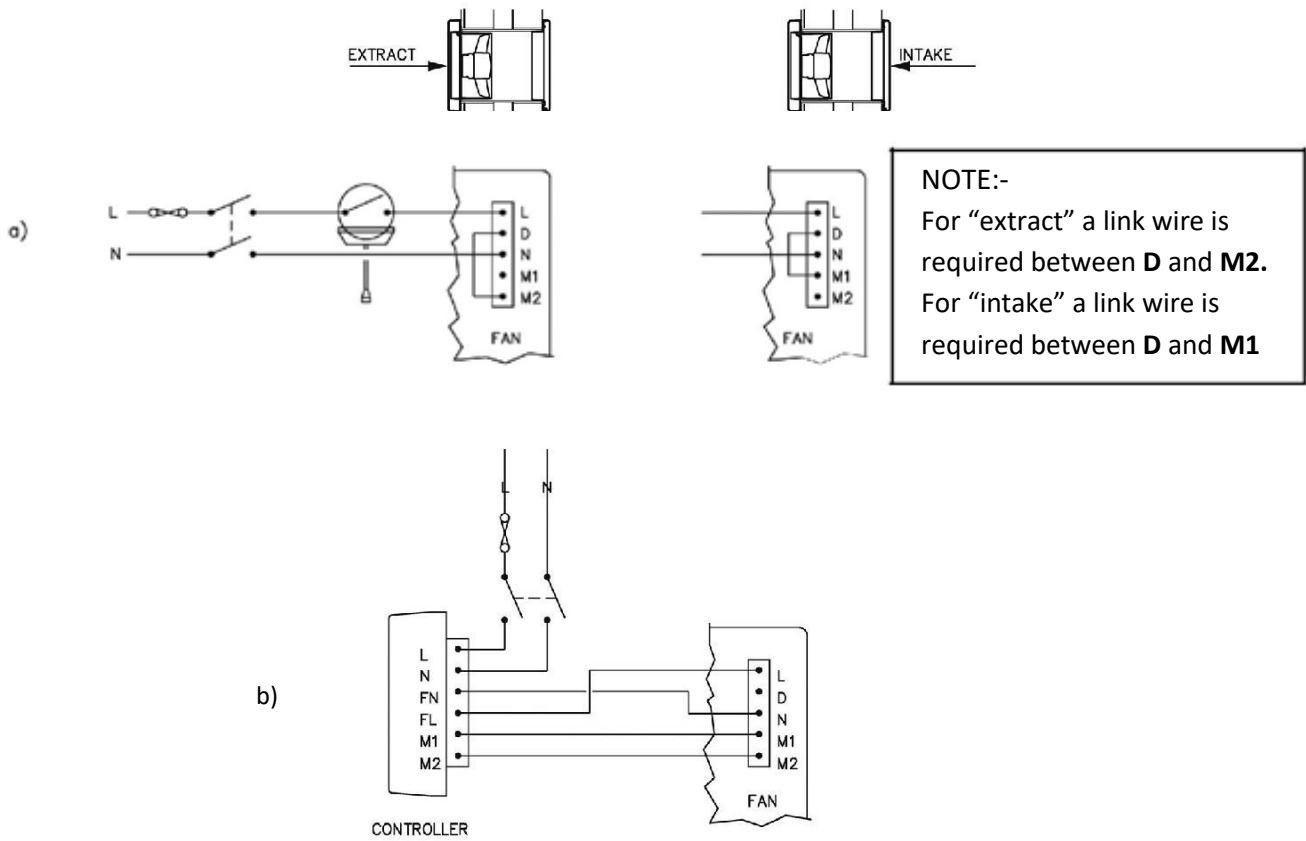 EXTRACT
INTAKE
a)
L
N
L
D
N
M1
M2
FAN
L
D
N
M1
M2
FAN
NOTE:-
For “extract” a link wire is
required between D and M2.
For “intake” a link wire is
required between D and M1
L N
b)
L
N
FN
FL
M1
M2
CONTROLLER
L
D
N
M1
M2
FAN